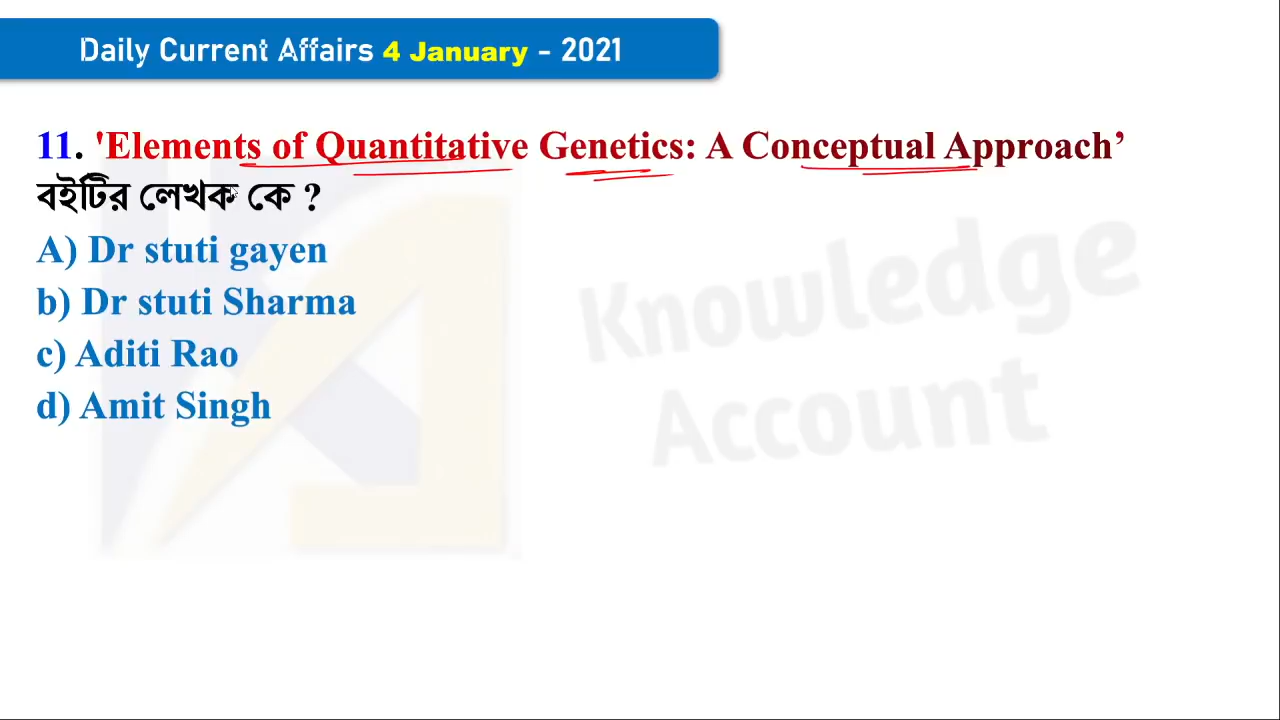 Daily Current Affairs 4 January - 2021
11. 'Elements of Quantitative Genetics: A Conceptual Approach’
বইটির লেখক কে ?
A) Dr stuti gayen
b) Dr stuti Sharma
c) Aditi Rao
d) Amit Singh
Knowledge
Account